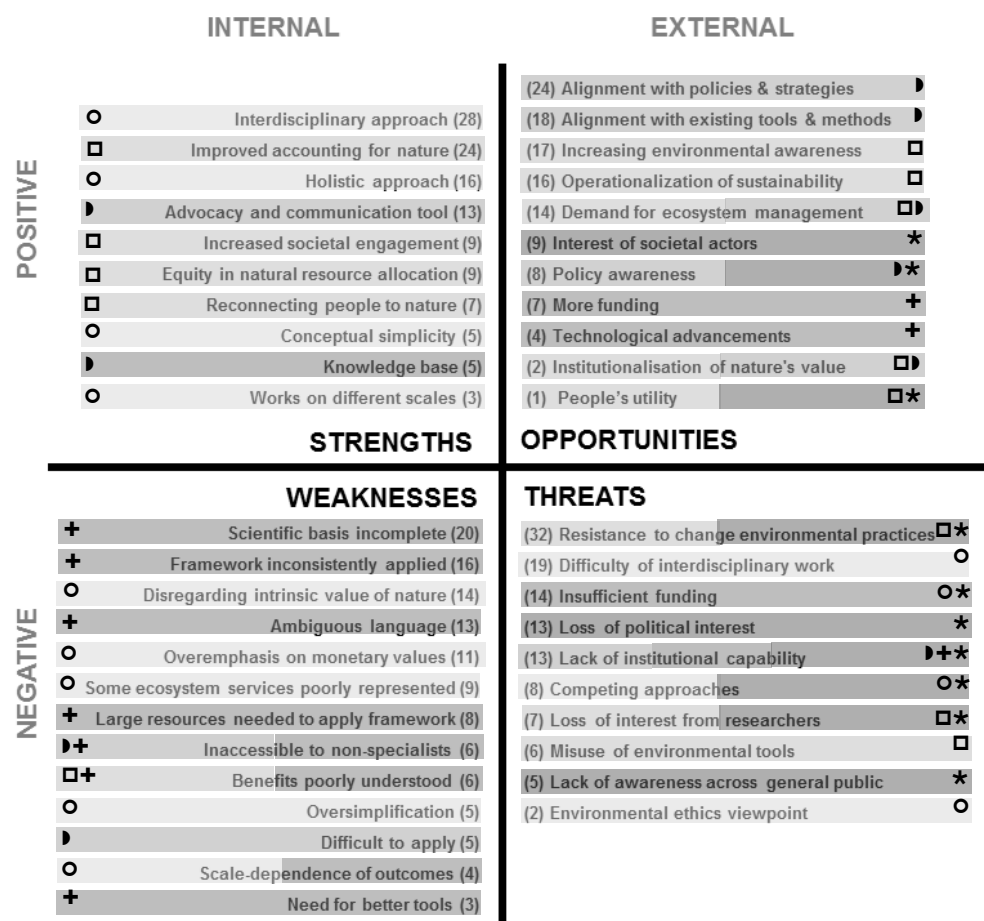 INTERNAL
EXTERNAL
POSITIVE
Interdisciplinary approach (28)
Improved accounting for nature (24)
Holistic approach (16)
Advocacy and communication tool (13)
Increased societal engagement (9)
Equity in natural resource allocation (9)
Reconnecting people to nature (7)
Conceptual simplicity (5)
Knowledge base (5)
Works on different scales (3)
STRENGTHS
(24) Alignment with policies & strategies
(18) Alignment with existing tools & methods
(17) Increasing environmental awareness
(16) Operationalization of sustainability
(14) Demand for ecosystem management
(9) Interest of societal actors
(8) Policy awareness
(7) More funding
(4) Technological advancements
(2) Institutionalisation of nature's value
(1) People's utility
OPPORTUNITIES
NEGATIVE
WEAKNESSES
Scientific basis incomplete (20)
Framework inconsistently applied (16)
Disregarding intrinsic value of nature (14)
Ambiguous language (13)
Overemphasis on monetary values (11)
Some ecosystem services poorly represented (9)
Large resources needed to apply framework (8)
Inaccessible to non-specialists (6)
Benefits poorly understood (6)
Oversimplification (5)
Difficult to apply (5)
Scale-dependence of outcomes (4)
Need for better tools (3)
THREATS
(32) Resistance to change environmental practices
(19) Difficulty of interdisciplinary work
(14) Insufficient funding
(13) Loss of political interest
(13) Lack of institutional capability
(8) Competing approaches
(7) Loss of interest from researchers
(6) Misuse of environmental tools
(5) Lack of awareness across general public
(2) Environmental ethics viewpoint